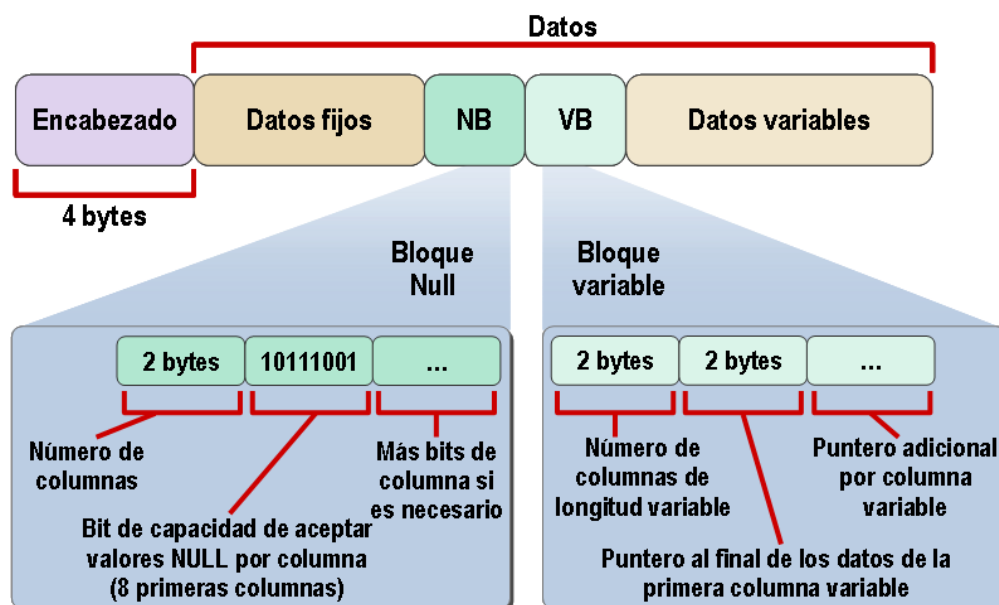 Datos
Encabezado
Datos fijos
NB
VB
Datos variables
4 bytes
Bloque
Null
Bloque
variable
2 bytes
10111001
...
Número de
columnas
Bit de capacidad de aceptar
valores NULL por columna
(8 primeras columnas)
Más bits de
columna si
es necesario
2 bytes
2 bytes
...
Número de
columnas de
longitud variable
Puntero al final de los datos de la
primera columna variable
Puntero adicional
por columna
variable